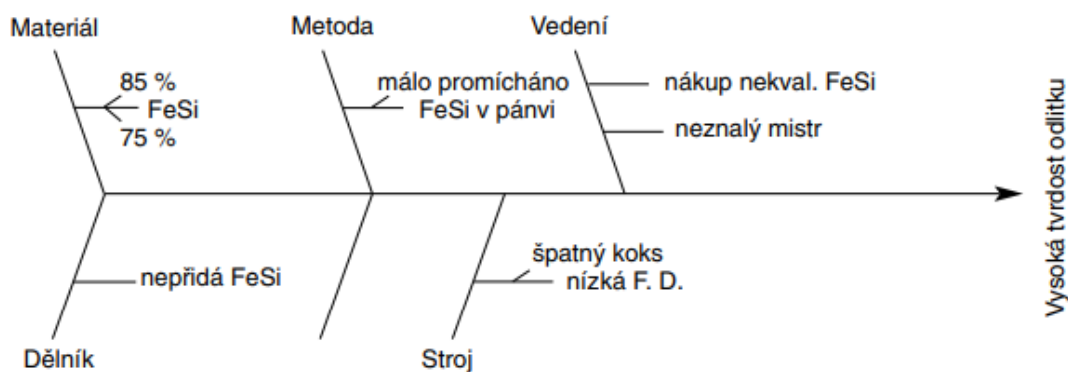 Materiál
85 %
FeSi
75 %
Metoda
málo promícháno
FeSi v pánvi
Vedení
nákup nekval. FeSi
neznalý mistr
nepřidá FeSi
Dělník
špatný koks
nízká F. D.
Stroj
Vysoká tvrdost odlitku